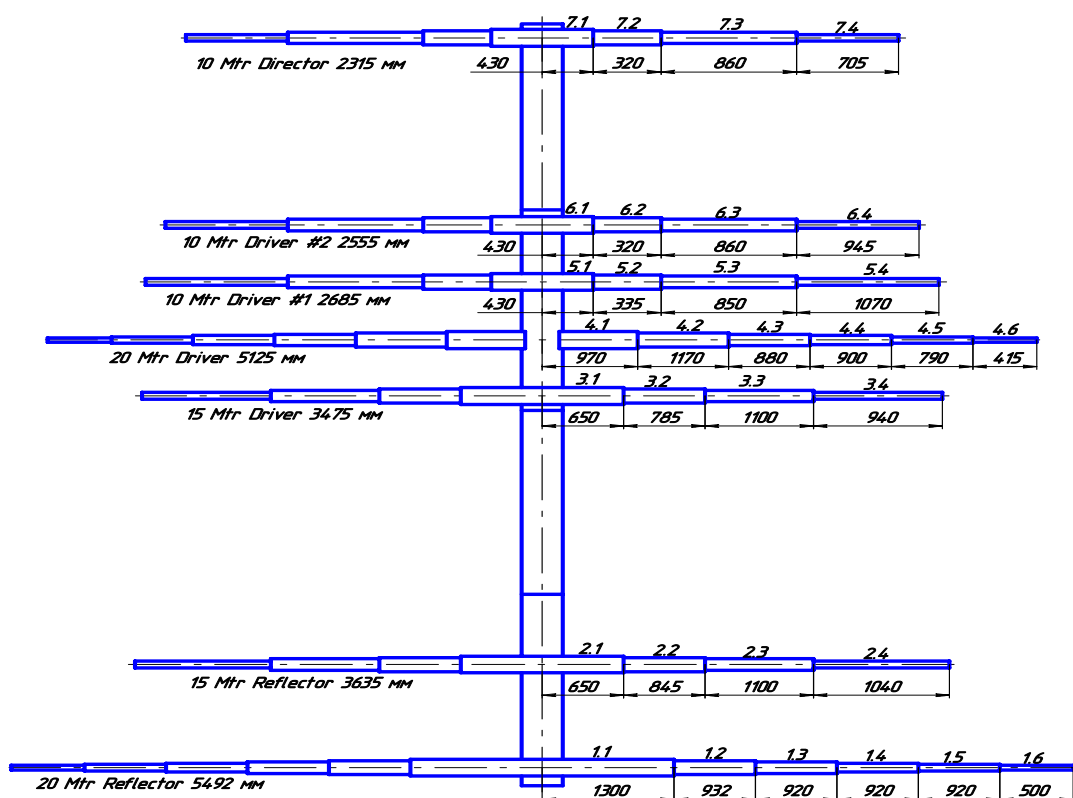 7.1 7.2 7.3 7.4
10 Mtr Director 2315 мм 430 320 860 705
6.1 6.2 6.3 6.4
10 Mtr Driver #2 2555 мм 430 320 860 945
5.1 5.2 5.3 5.4
10 Mtr Driver #1 2685 мм 430 335 850 1070
4.1 4.2 4.3 4.4 4.5 4.6
20 Mtr Driver 5125 мм 970 1170 880 900 790 415
3.1 3.2 3.3 3.4
15 Mtr Driver 3475 мм 650 785 1100 940
2.1 2.2 2.3 2.4
15 Mtr Reflector 3635 мм 650 845 1100 1040
1.1 1.2 1.3 1.4 1.5 1.6
20 Mtr Reflector 5492 мм 1300 932 920 920 920 500